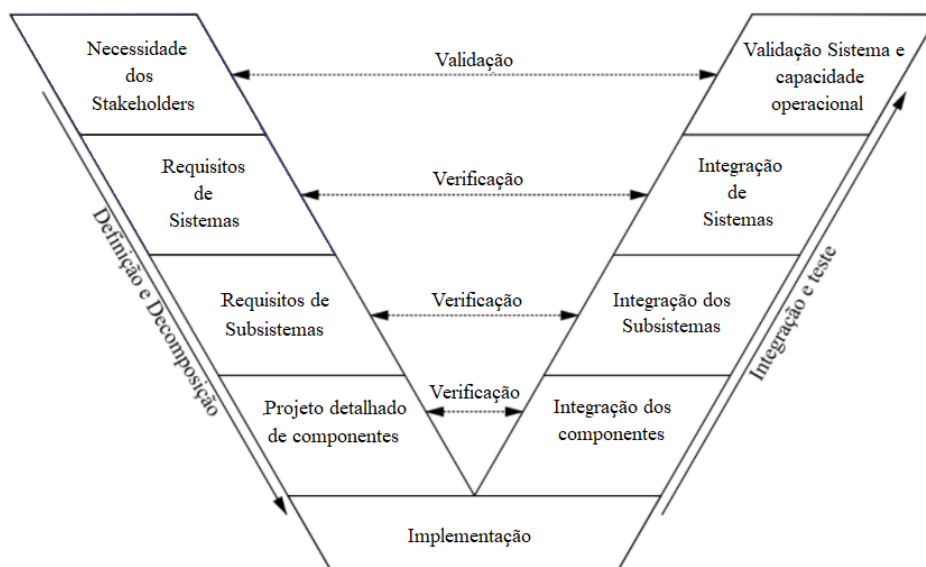 Necessidade
dos
Stakeholders
Validação
Validação Sistema e
capacidade
operacional
Requisitos
de
Sistemas
Verificação
Integração
de
Sistemas
Definição e Decomposição
Integração e teste
Requisitos de
Subsistemas
Verificação
Integração dos
Subsistemas
Projeto detalhado
de componentes
Verificação
Integração dos
componentes
Implementação